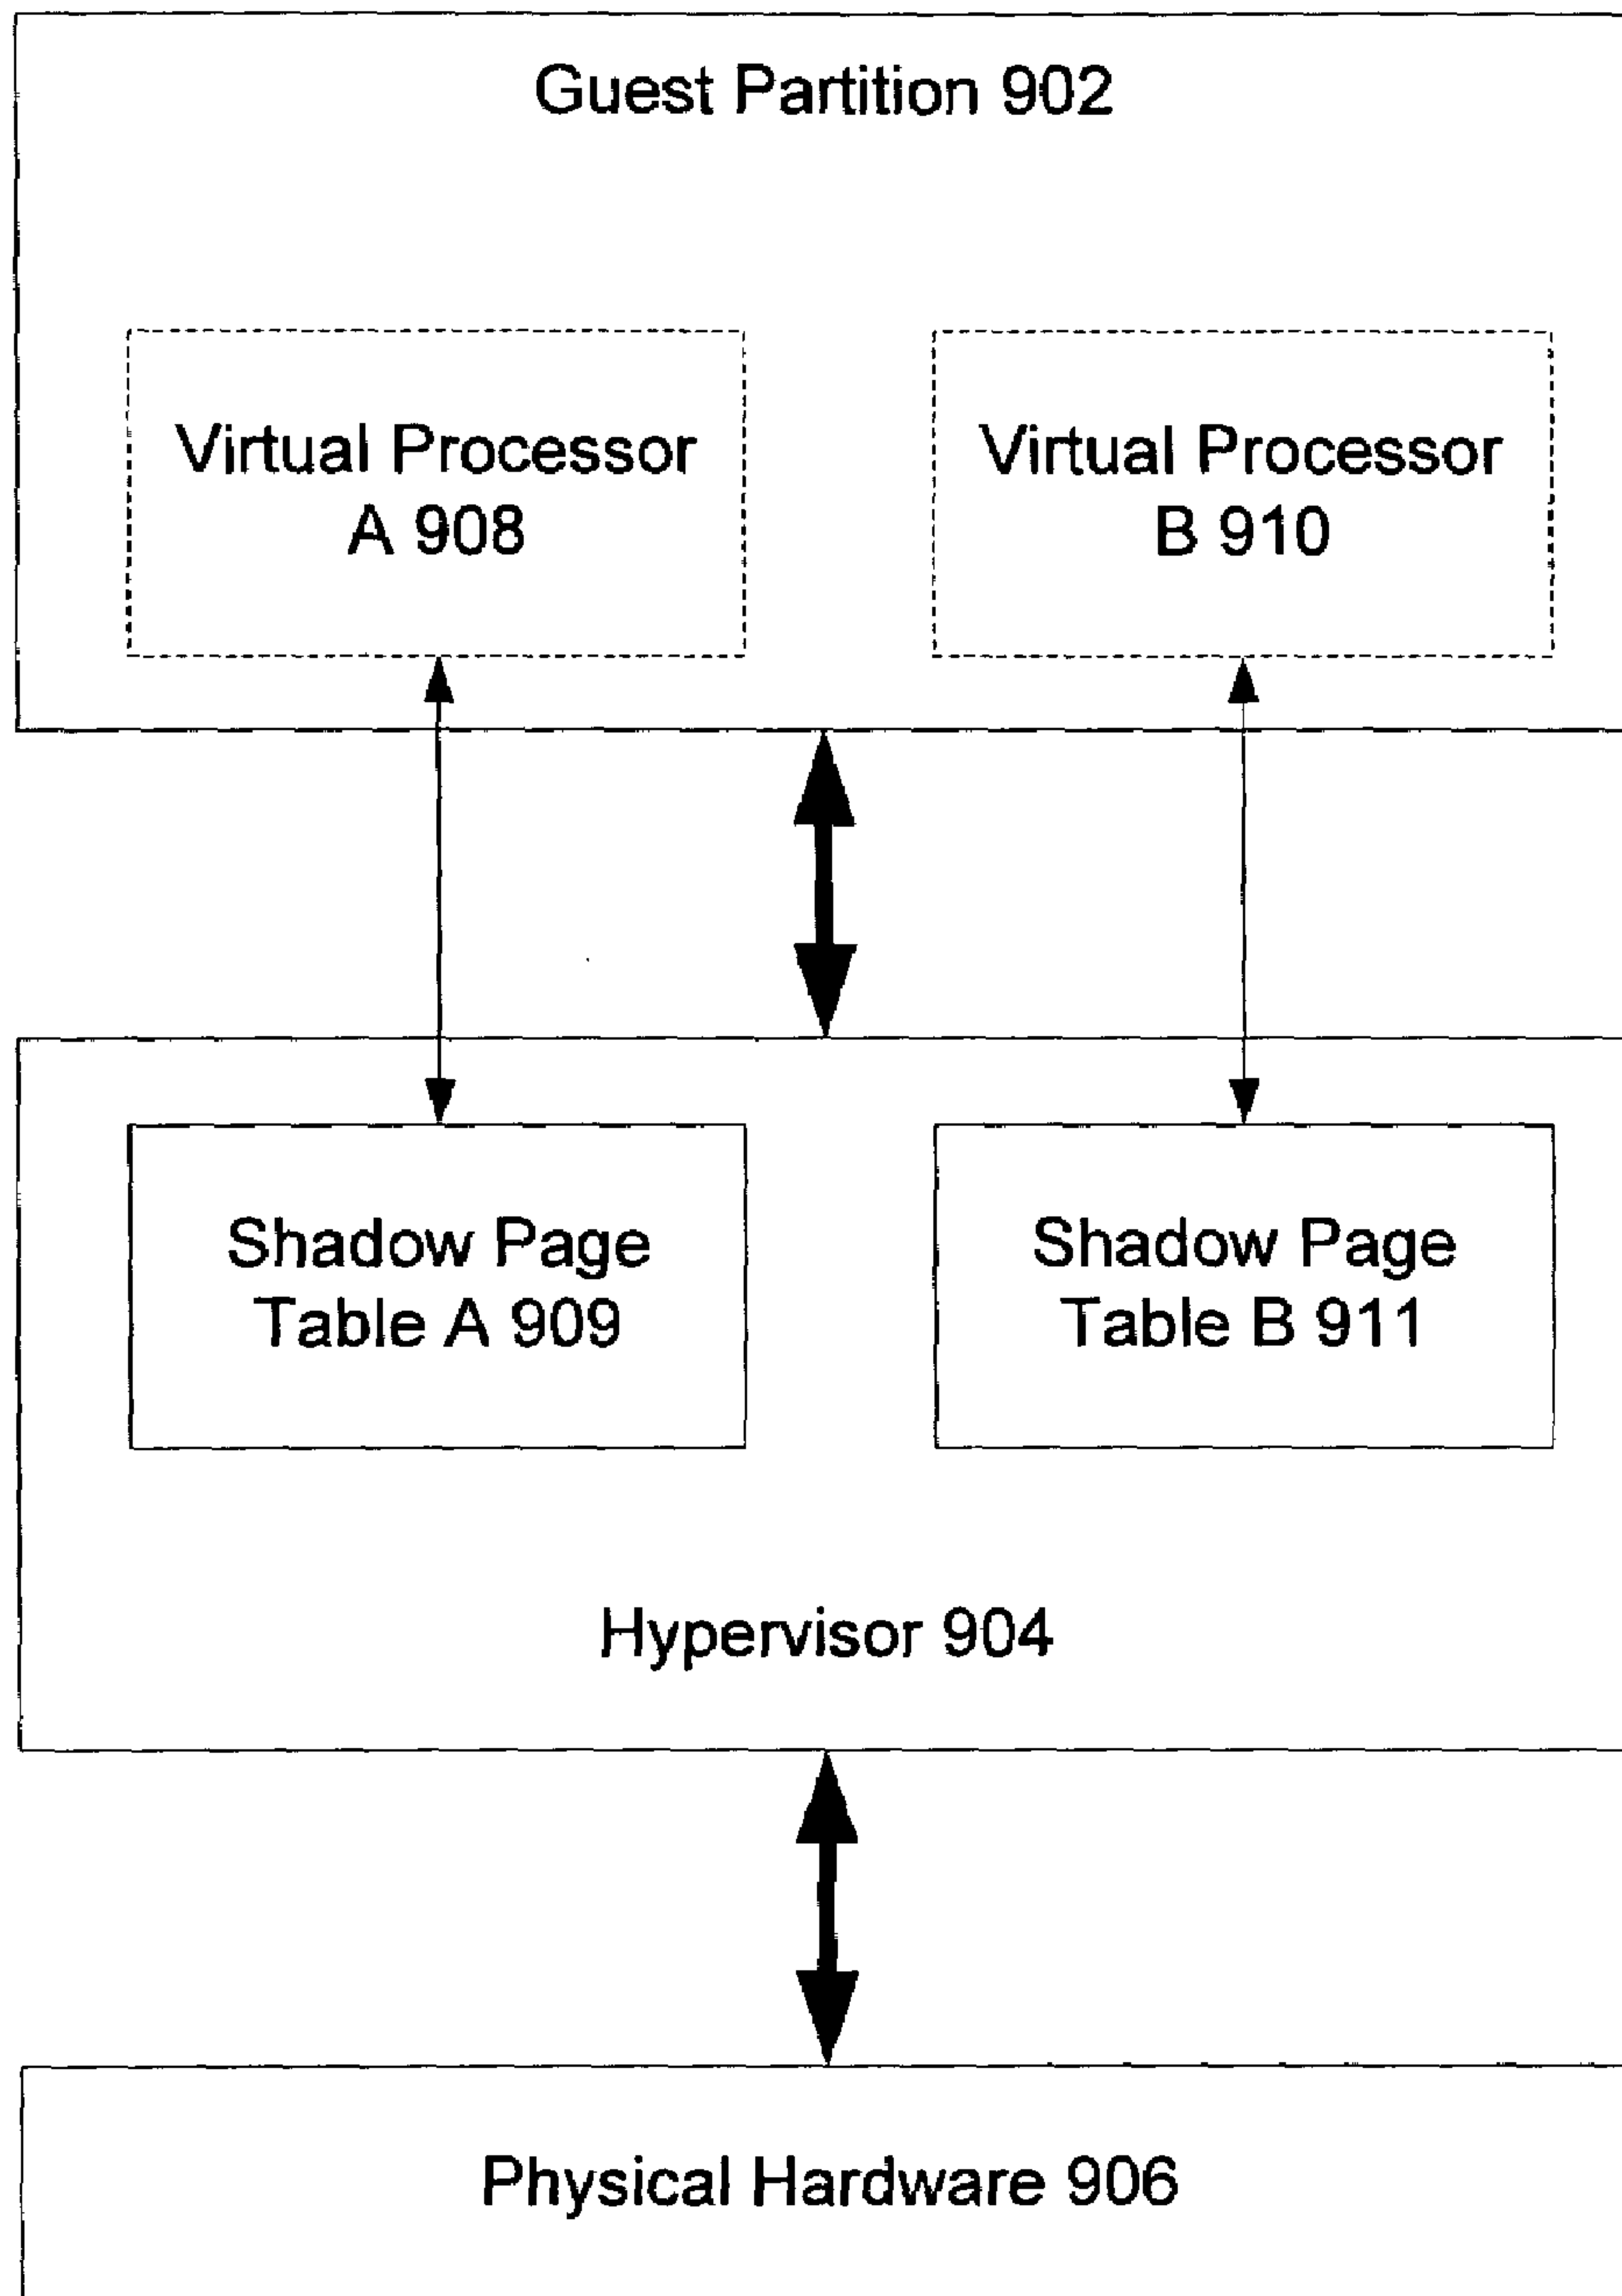 Guest Partition 902
Virtual Processor
A 908
Virtual Processor
B 910
Shadow Page
Table A 909
Shadow Page
Table B 911
Hypervisor 904
Physical Hardware 906